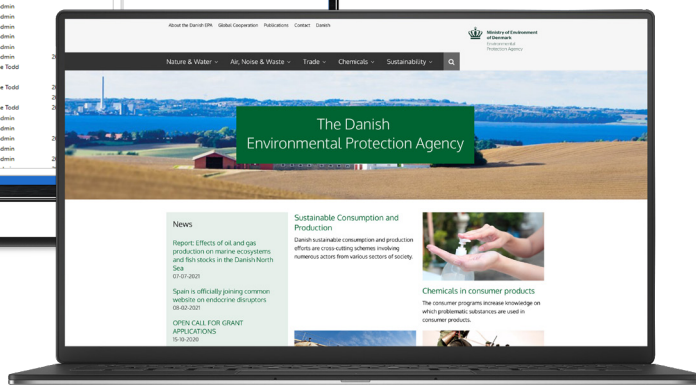 dmin
dmin
dmin
dmin
dmin
dmin
e Todd
e Todd
dmin
e Todd
dmin
dmin
dmin
dmin
dmin
dmin
About the Danish EPA Global Cooperation Publications Contact Danish
Ministry of Environment
of Denmark
Environmental
Protection Agency
Nature & Water Air, Noise & Waste Trade Chemicals Sustainability
The Danish
Environmental Protection Agency
News
Report: Effects of oil and gas
production on marine ecosystems
and fish stocks in the Danish North
Sea
07-07-2021
Spain is officially joining common
website on endocrine disruptors
08-02-2021
OPEN CALL FOR GRANT
APPLICATIONS
15-10-2020
Sustainable Consumption and
Production
Danish sustainable consumption and production
efforts are cross-cutting schemes involving
numerous actors from various sectors of society.
Chemicals in consumer products
The consumer programs increase knowledge on
which problematic substances are used in
consumer products.